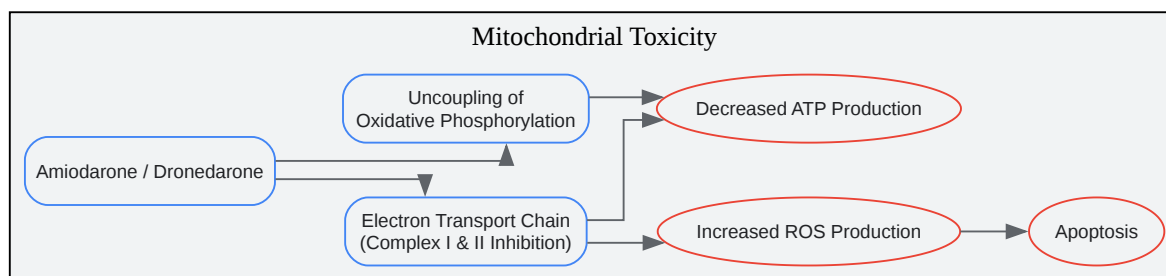 Mitochondrial Toxicity
Uncoupling of
Oxidative Phosphorylation
Decreased ATP Production
Amiodarone / Dronedarone
Electron Transport Chain
(Complex I & II Inhibition)
Increased ROS Production
Apoptosis